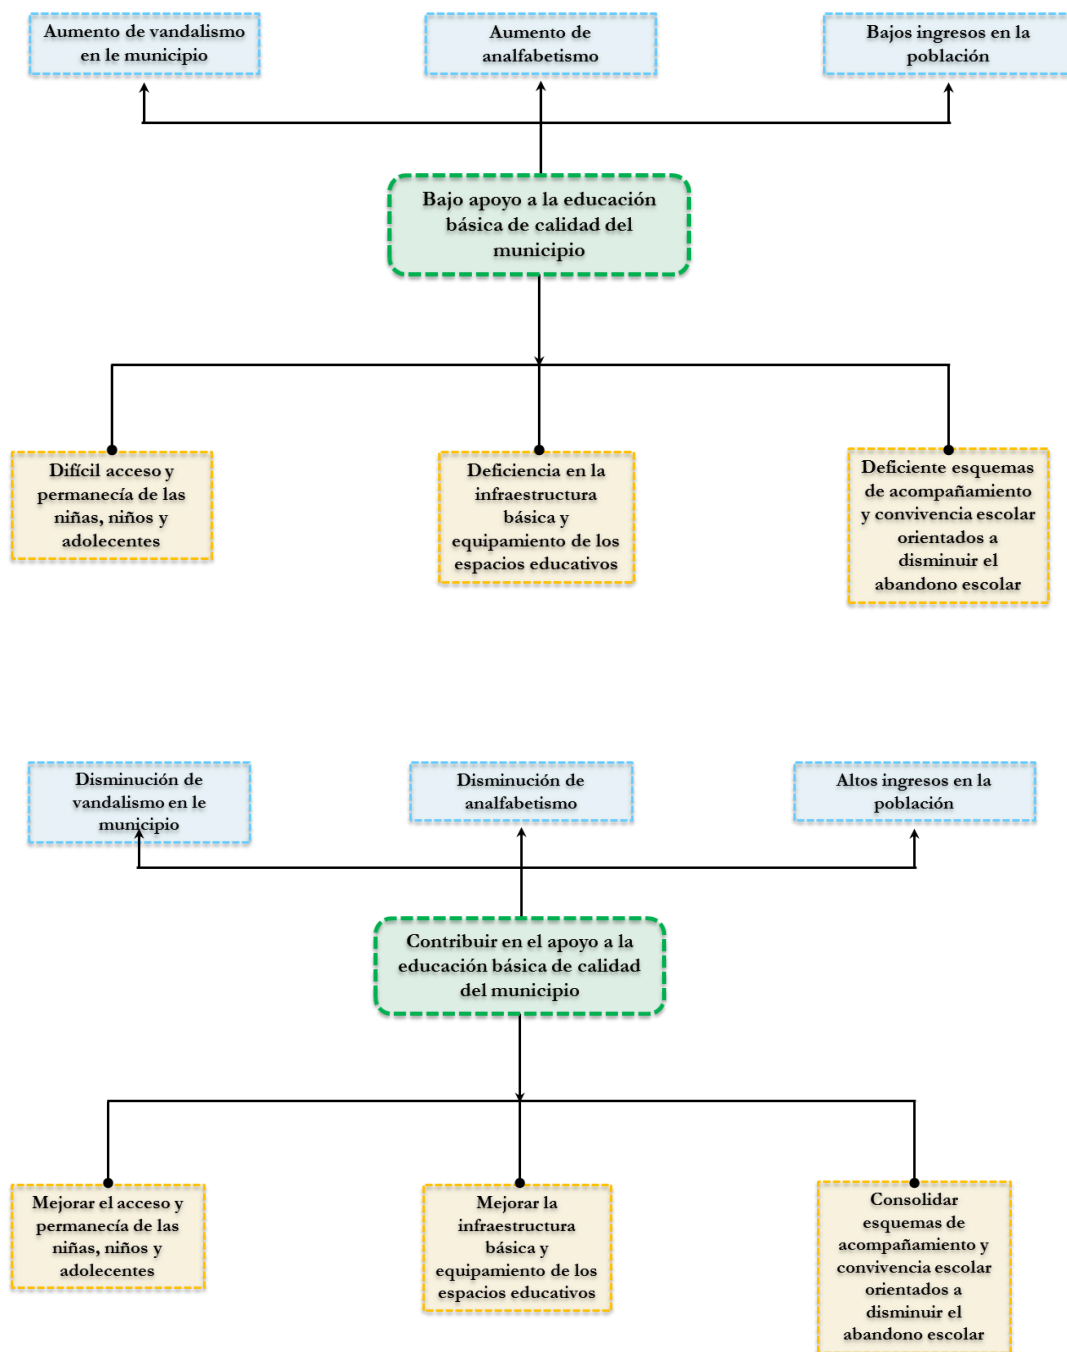 Aumento de vandalismo
en le municipio
Aumento de
analfabetismo
Bajos ingresos en la
población
Bajo apoyo a la educación
básica de calidad del
municipio
Difícil acceso y
permanecía de las
niñas, niños y
adolecentes
Deficiencia en la
infraestructura
básica y
equipamiento de los
espacios educativos
Deficiente esquemas
de acompañamiento
y convivencia escolar
orientados a
disminuir el
abandono escolar
Disminución de
vandalismo en le
municipio
Disminución de
analfabetismo
Altos ingresos en la
población
Contribuir en el apoyo a la
educación básica de calidad
del municipio
Mejorar el acceso y
permanecía de las
niñas, niños y
adolecentes
Mejorar la
infraestructura
básica y
equipamiento de los
espacios educativos
Consolidar
esquemas de
acompañamiento y
convivencia escolar
orientados a
disminuir el
abandono escolar